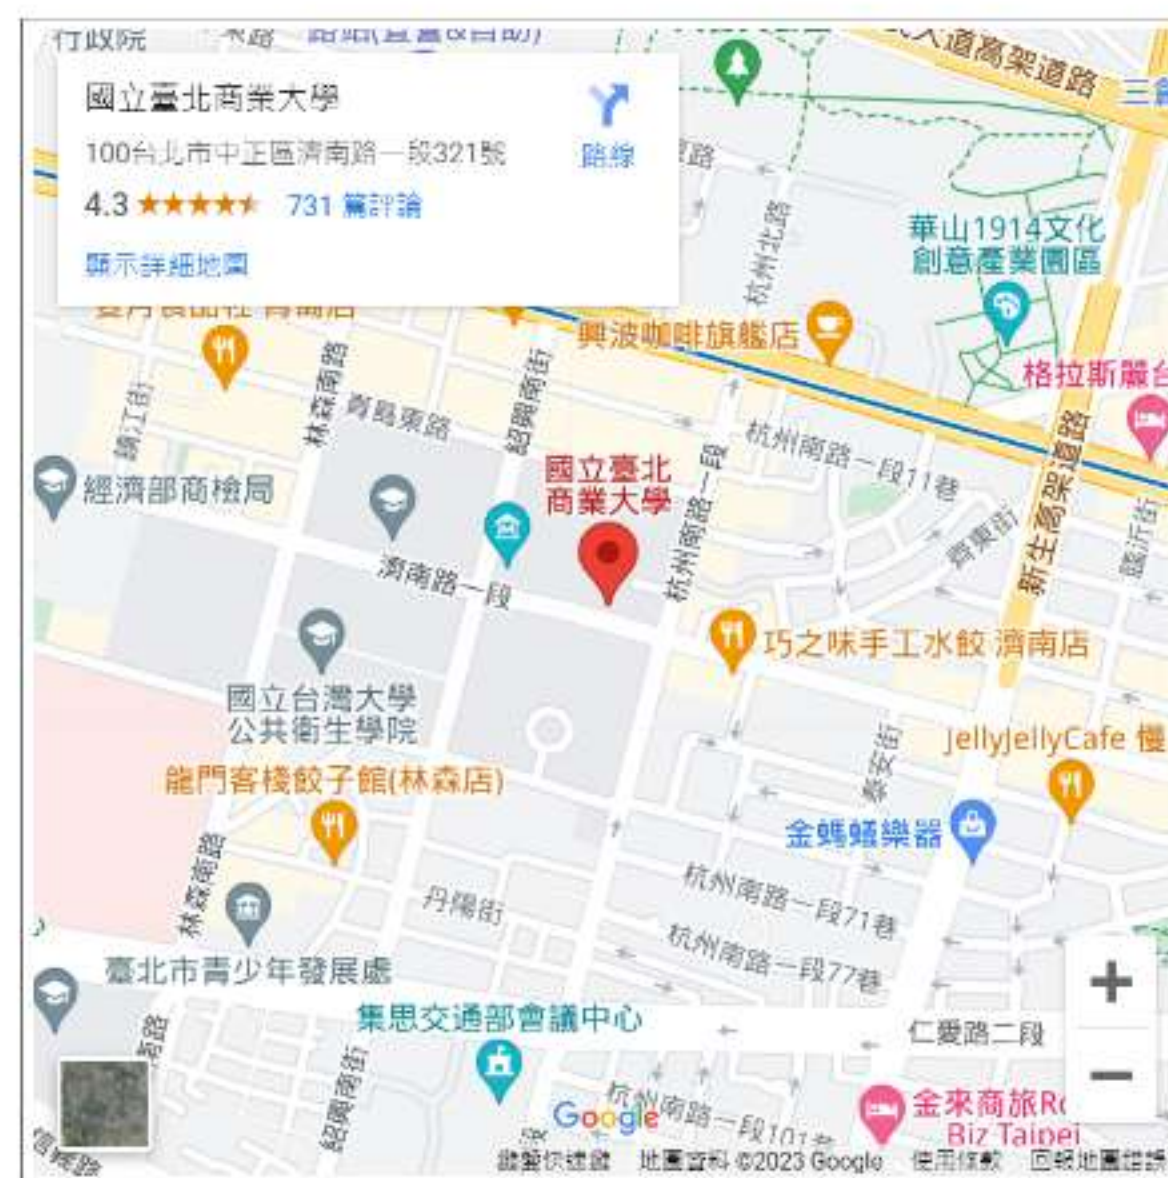 行政院
國立臺北商業大學
100台北市中正區濟南路一段321號
4.3
731 篇評論
顯示詳細地圖
路線
杭州北路
華山1914文化
創意產業園區
興波咖啡旗艦店
格拉斯麗台
鎮江街
林森南路
青島東路
紹興南街
杭州南路一段11巷
新生高架道路
經濟部商檢局
國立臺北
商業大學
杭州南路一段
齊東街
臨沂街
濟南路一段
巧之味手工水餃 濟南店
國立台灣大學
公共衛生學院
泰安街
JellyJellyCafe 慢
龍門客棧餃子館(林森店)
金螞蟻樂器
林森南路
丹陽街
杭州南路一段71巷
杭州南路一段77巷
臺北市青少年發展處
集思交通部會議中心
仁愛路二段
紹興南街
Google
金來商旅
Biz Taipei
鍵盤快速鍵
地圖資料 ©2023 Google
使用條款
回報地圖錯誤